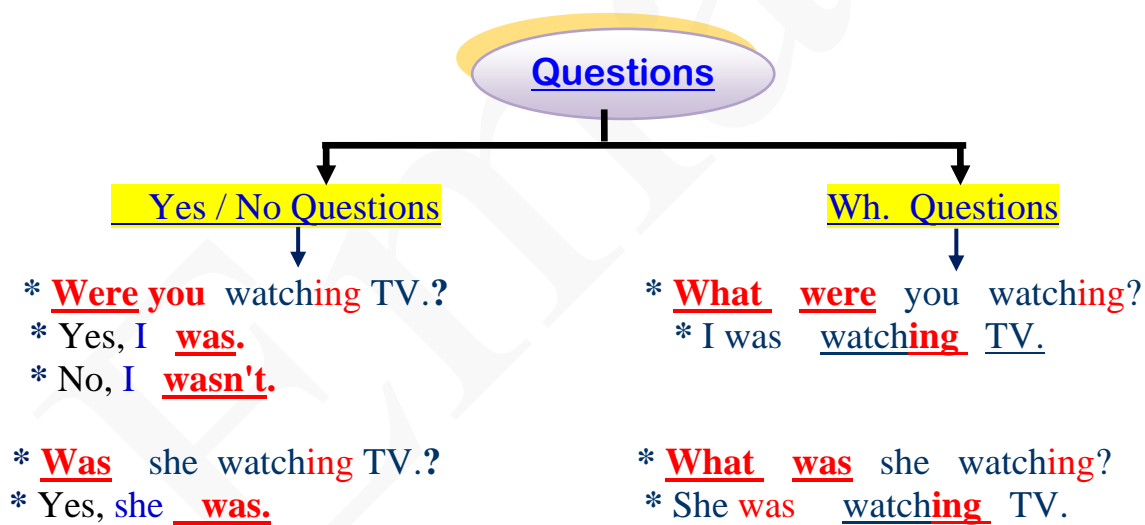 Questions
Yes / No Questions
* Were you watching TV.?
* Yes, I was.
* No, I wasn't.
* Was she watching TV.?
* Yes, she was.
Wh. Questions
* What were you watching?
* I was watching TV.
* What was she watching?
* She was watching TV.